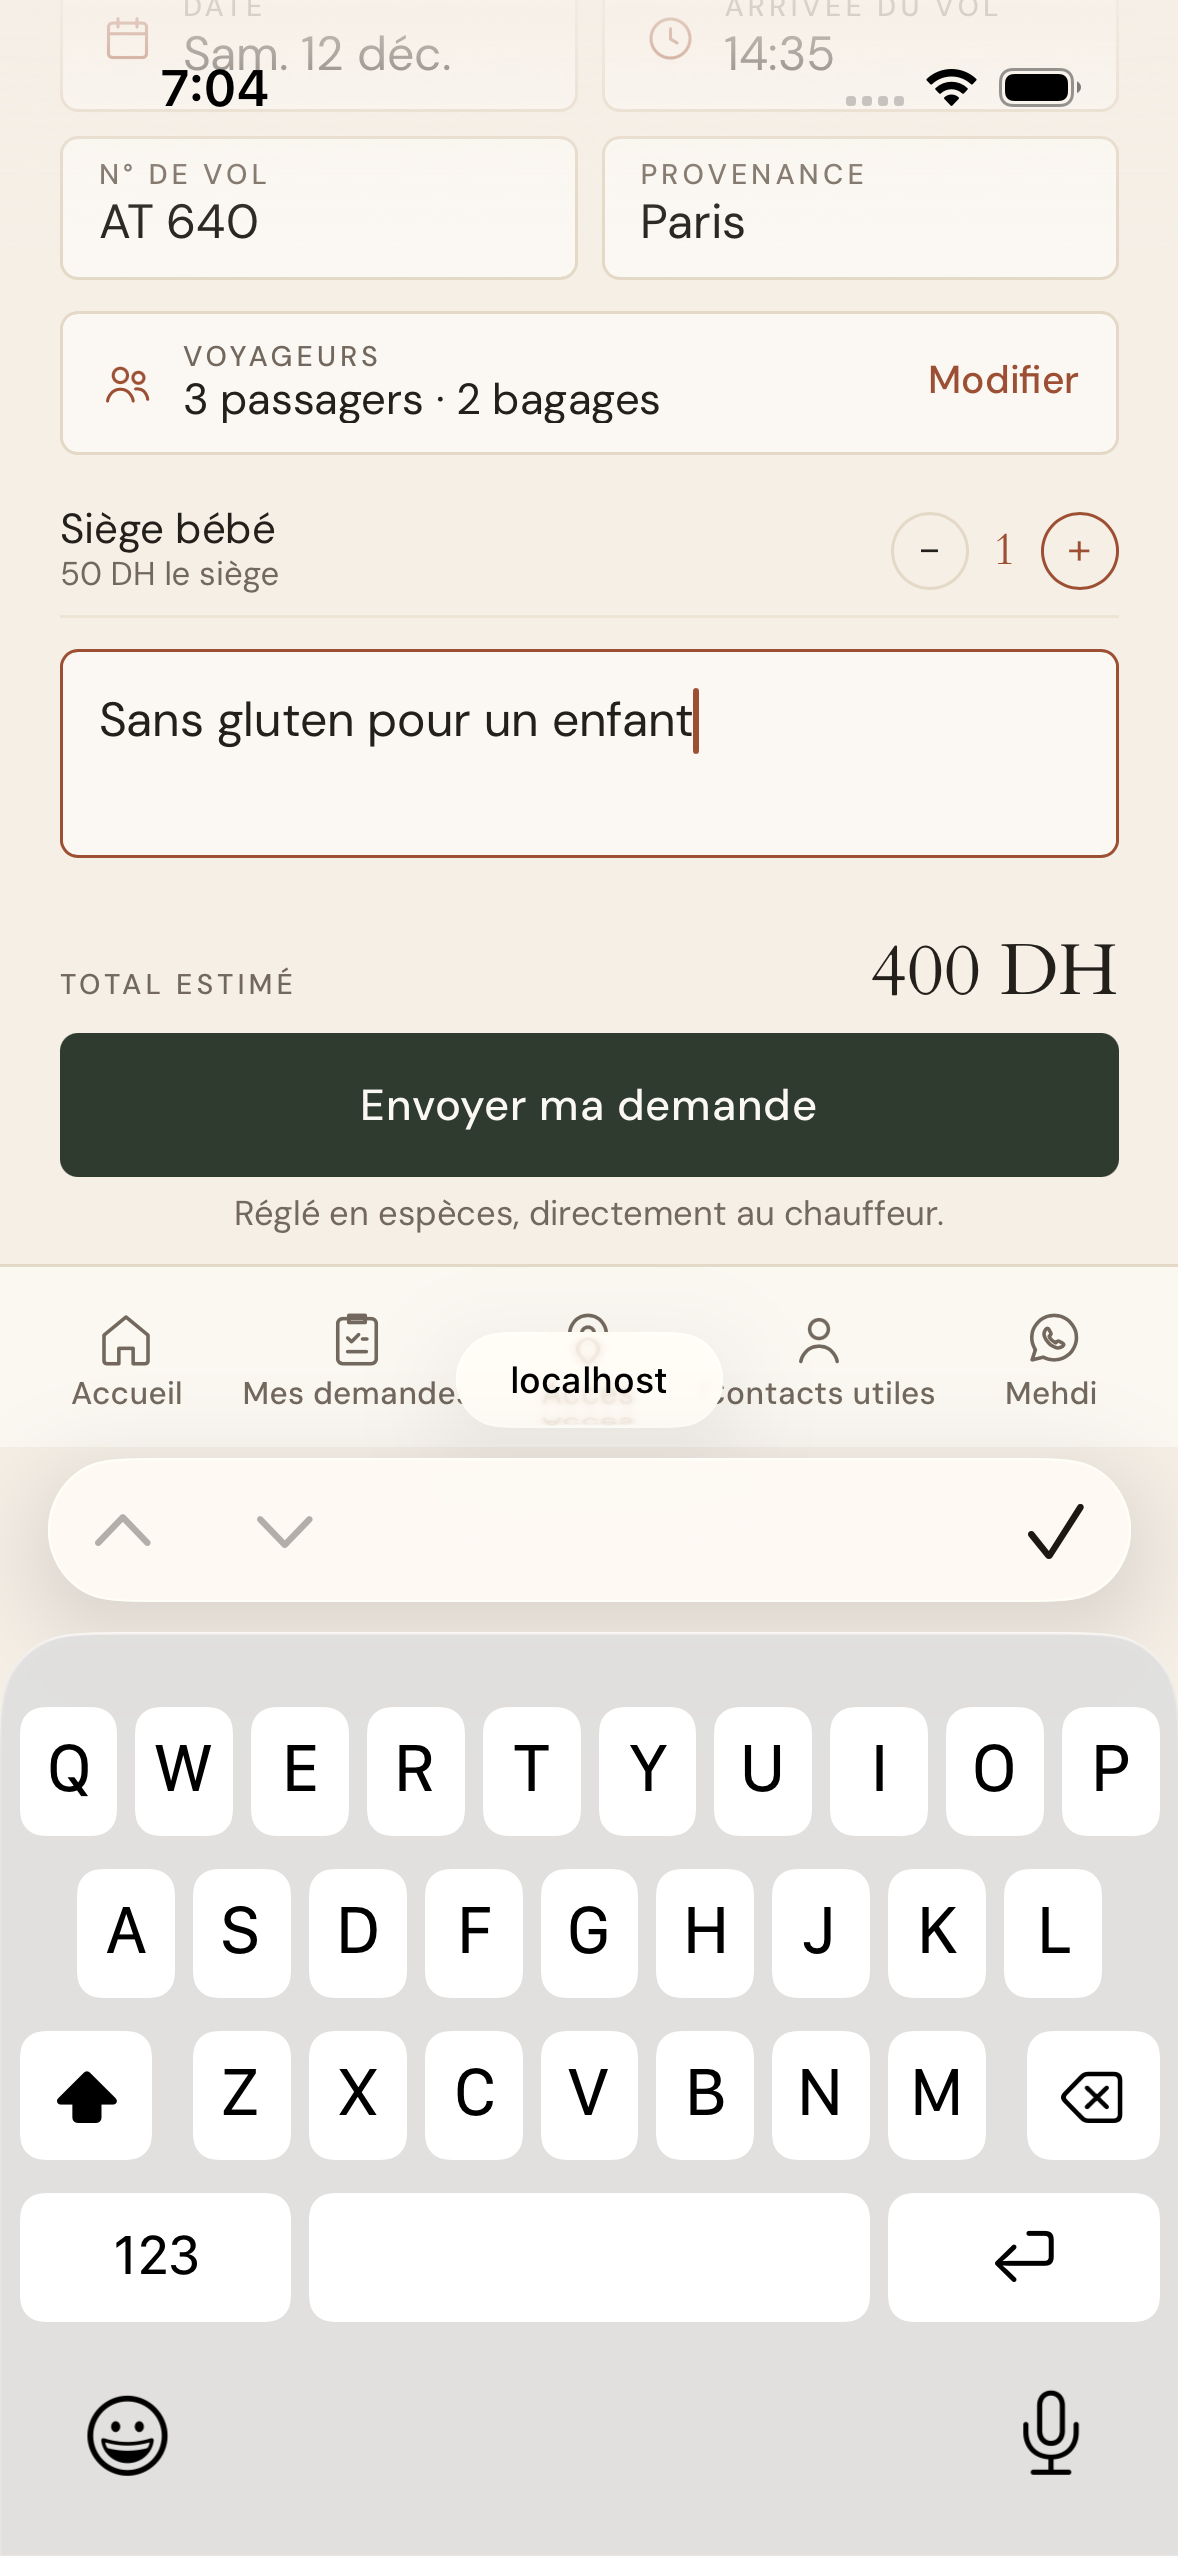 DATE
Sam. 12 déc.
ARRIVÉE DU VOL
14:35
7:04
N° DE VOL
AT 640
PROVENANCE
Paris
VOYAGEURS
3 passagers · 2 bagages
Modifier
Siège bébé
50 DH le siège
− 1 +
Sans gluten pour un enfant
TOTAL ESTIMÉ
400 DH
Envoyer ma demande
Réglé en espèces, directement au chauffeur.
Accueil
Mes demandes
localhost
Contacts utiles
Mehdi
Q W E R T Y U I O P
A S D F G H J K L
Z X C V B N M
123